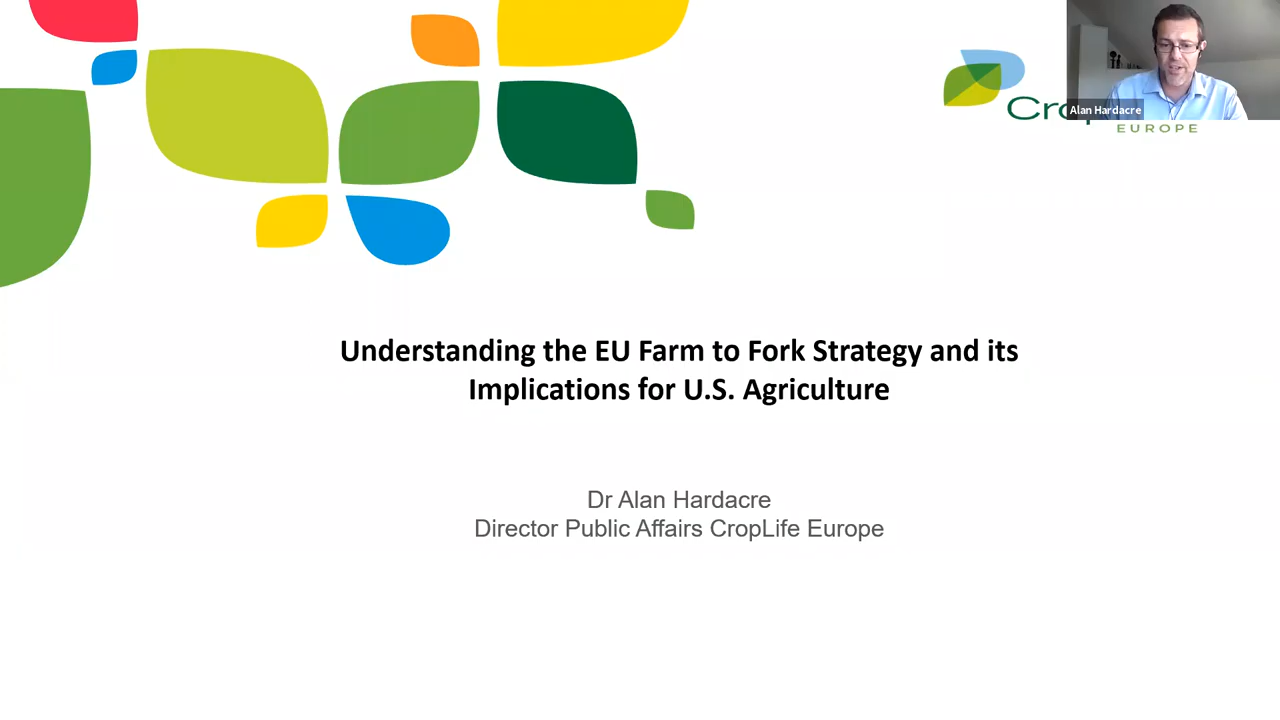 Alan Hardacre
EUROPE
Understanding the EU Farm to Fork Strategy and its
Implications for U.S. Agriculture
Dr Alan Hardacre
Director Public Affairs CropLife Europe